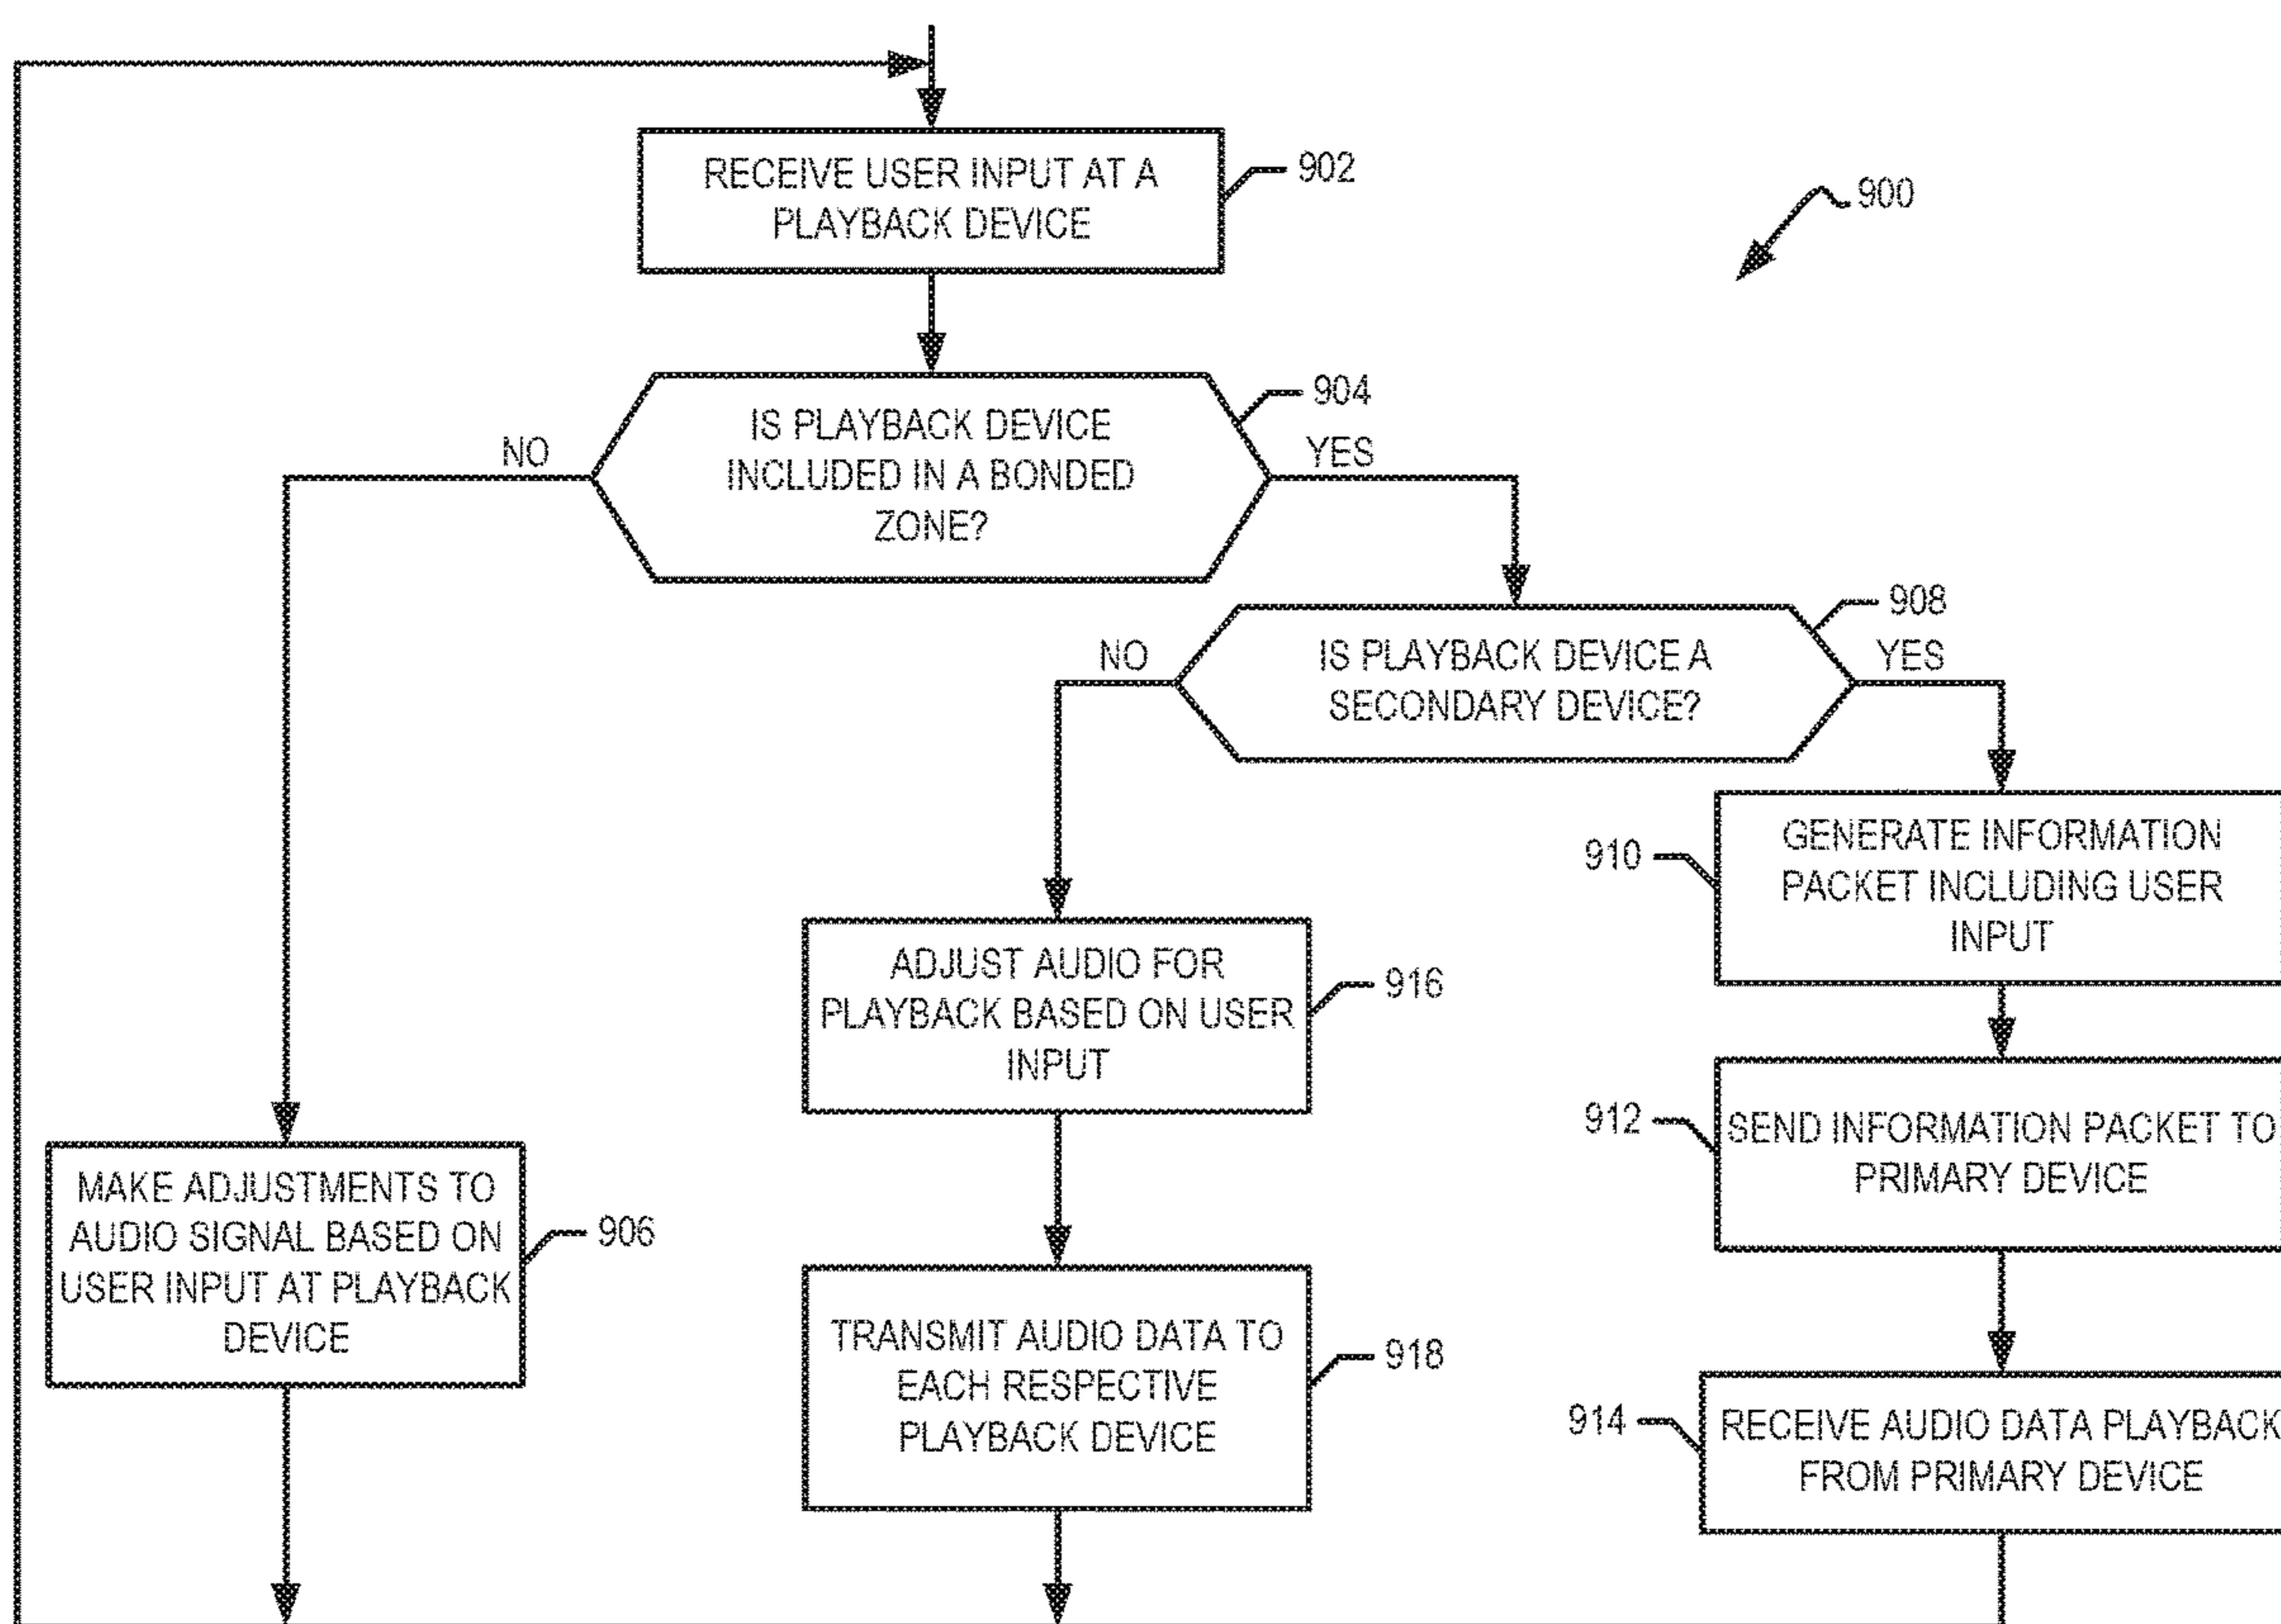 RECEIVE USER INPUT AT A
PLAYBACK DEVICE
902
900
904
IS PLAYBACK DEVICE
INCLUDED IN A BONDED
ZONE?
NO
YES
908
IS PLAYBACK DEVICE A
SECONDARY DEVICE?
NO
YES
910
GENERATE INFORMATION
PACKET INCLUDING USER
INPUT
ADJUST AUDIO FOR
PLAYBACK BASED ON USER
INPUT
916
912
SEND INFORMATION PACKET TO
PRIMARY DEVICE
MAKE ADJUSTMENTS TO
AUDIO SIGNAL BASED ON
USER INPUT AT PLAYBACK
DEVICE
906
TRANSMIT AUDIO DATA TO
EACH RESPECTIVE
PLAYBACK DEVICE
918
914
RECEIVE AUDIO DATA PLAYBACK
FROM PRIMARY DEVICE